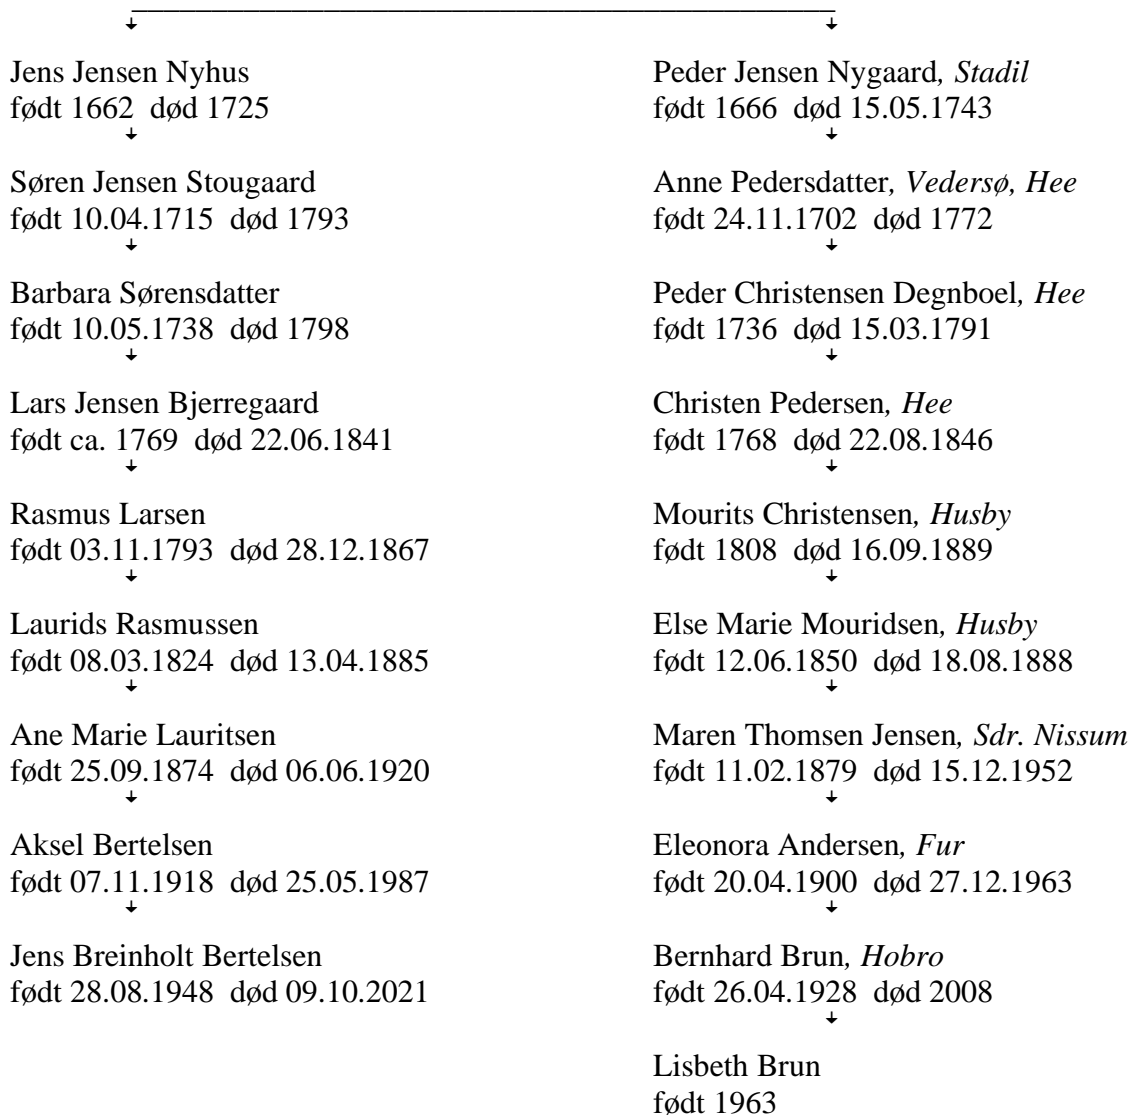 Jens Jensen Nyhus
født 1662 død 1725
Søren Jensen Stougaard
født 10.04.1715 død 1793
Barbara Sørensdatter
født 10.05.1738 død 1798
Lars Jensen Bjerregaard
født ca. 1769 død 22.06.1841
Rasmus Larsen
født 03.11.1793 død 28.12.1867
Laurids Rasmussen
født 08.03.1824 død 13.04.1885
Ane Marie Lauritsen
født 25.09.1874 død 06.06.1920
Aksel Bertelsen
født 07.11.1918 død 25.05.1987
Jens Breinholt Bertelsen
født 28.08.1948 død 09.10.2021
Peder Jensen Nygaard, Stadil
født 1666 død 15.05.1743
Anne Pedersdatter, Vedersø, Hee
født 24.11.1702 død 1772
Peder Christensen Degnboel, Hee
født 1736 død 15.03.1791
Christen Pedersen, Hee
født 1768 død 22.08.1846
Mourits Christensen, Husby
født 1808 død 16.09.1889
Else Marie Mouridsen, Husby
født 12.06.1850 død 18.08.1888
Maren Thomsen Jensen, Sdr. Nissum
født 11.02.1879 død 15.12.1952
Eleonora Andersen, Fur
født 20.04.1900 død 27.12.1963
Bernhard Brun, Hobro
født 26.04.1928 død 2008
Lisbeth Brun
født 1963